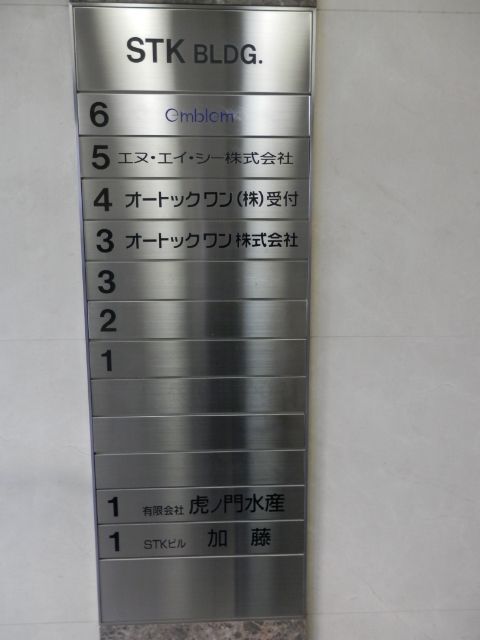 STK BLDG.
6 emblem
5 エヌ・エイ・シー株式会社
4 オートックワン(株)受付
3 オートックワン株式会社
3
2
1
1 有限会社 虎ノ門水産
1 STKビル 加藤